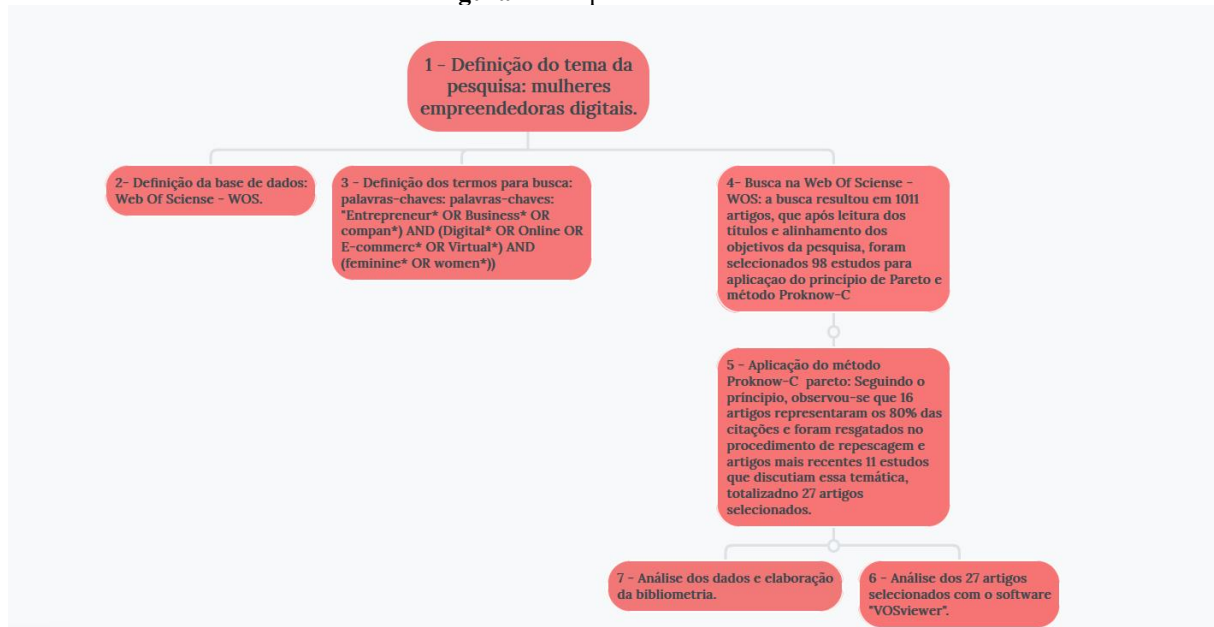 1 - Definição do tema da
pesquisa: mulheres
empreendedoras digitais.
2- Definição da base de dados:
Web Of Sciense - WOS.
3 - Definição dos termos para busca:
palavras-chaves: palavras-chaves:
"Entrepreneur* OR Business* OR
compan*) AND (Digital* OR Online OR
E-commerc* OR Virtual*) AND
(feminine* OR women*))
4- Busca na Web Of Sciense -
WOS: a busca resultou em 1011
artigos, que após leitura dos
títulos e alinhamento dos
objetivos da pesquisa, foram
selecionados 98 estudos para
aplicaçao do princípio de Pareto e
método Proknow-C
5 - Aplicação do método
Proknow-C pareto: Seguindo o
principio, observou-se que 16
artigos representaram os 80% das
citações e foram resgatados no
procedimento de repescagem e
artigos mais recentes 11 estudos
que discutiam essa temática,
totalizadno 27 artigos
selecionados.
7 - Análise dos dados e elaboração
da bibliometria.
6 - Análise dos 27 artigos
selecionados com o software
"VOSviewer".